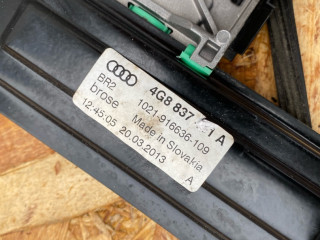 4G8 837 1 A
BR2
1021-916636-109
brose
Made in Slovakia
12:45:05 20.03.2013